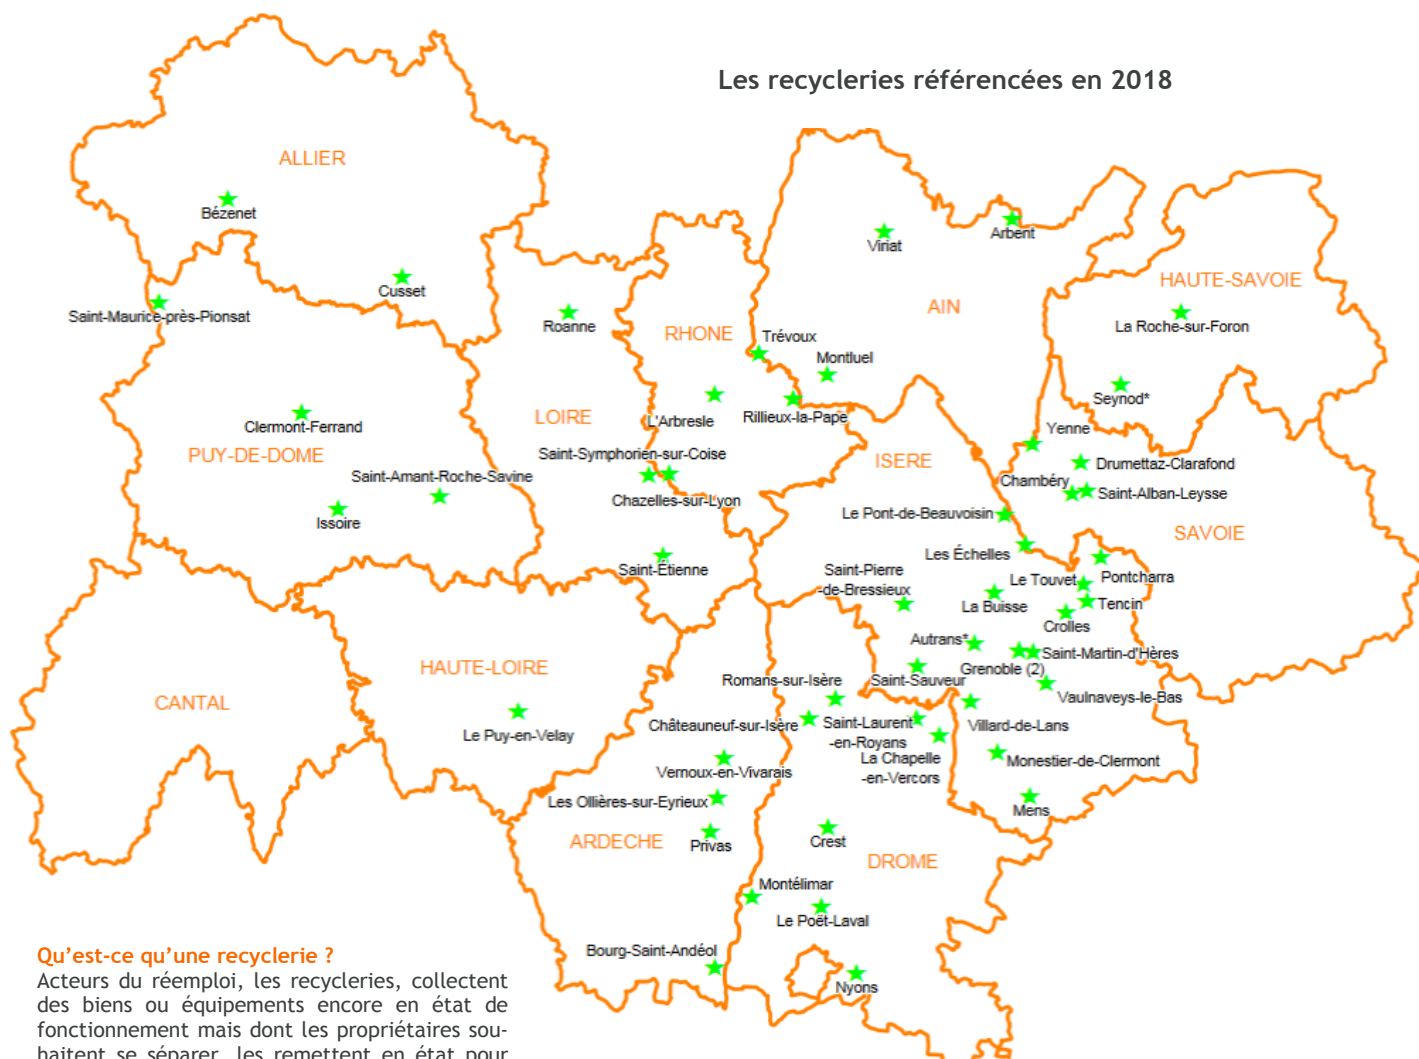 Les recycleries référencées en 2018
ALLIER
Bézenet
Cusset
Saint-Maurice-près-Pionsat
Clermont-Ferrand
PUY-DE-DOME
Saint-Amant-Roche-Savine
Issoire
Roanne
LOIRE
RHONE
L'Arbresle
Saint-Symphorien-sur-Coise
Chazelles-sur-Lyon
Saint-Étienne
Viriat
Arbent
AIN
Trévoux
Montluel
Rillieux-la-Pape
HAUTE-SAVOIE
La Roche-sur-Foron
Seynod*
Yenne
Drumettaz-Clarafond
Chambéry
Saint-Alban-Leysse
SAVOIE
ISERE
Le Pont-de-Beauvoisin
Les Échelles
Saint-Pierre
-de-Bressieux
Le Touvet
Pontcharra
La Buisse
Tencin
Crolles
Autrans*
Grenoble (2)
Saint-Martin-d'Hères
Saint-Sauveur
Vaulnaveys-le-Bas
Villard-de-Lans
Monestier-de-Clermont
Mens
CANTAL
HAUTE-LOIRE
Le Puy-en-Velay
Romans-sur-Isère
Châteauneuf-sur-Isère
Saint-Laurent
-en-Royans
La Chapelle
-en-Vercors
Vernoux-en-Vivarais
Les Ollières-sur-Eyrieux
ARDECHE
Privas
Crest
DROME
Montélimar
Le Poët-Laval
Bourg-Saint-Andéol
Nyons
Qu'est-ce qu'une recyclerie ?
Acteurs du réemploi, les recycleries, collectent
des biens ou équipements encore en état de
fonctionnement mais dont les propriétaires sou-
haitent se séparer, les remettent en état pour